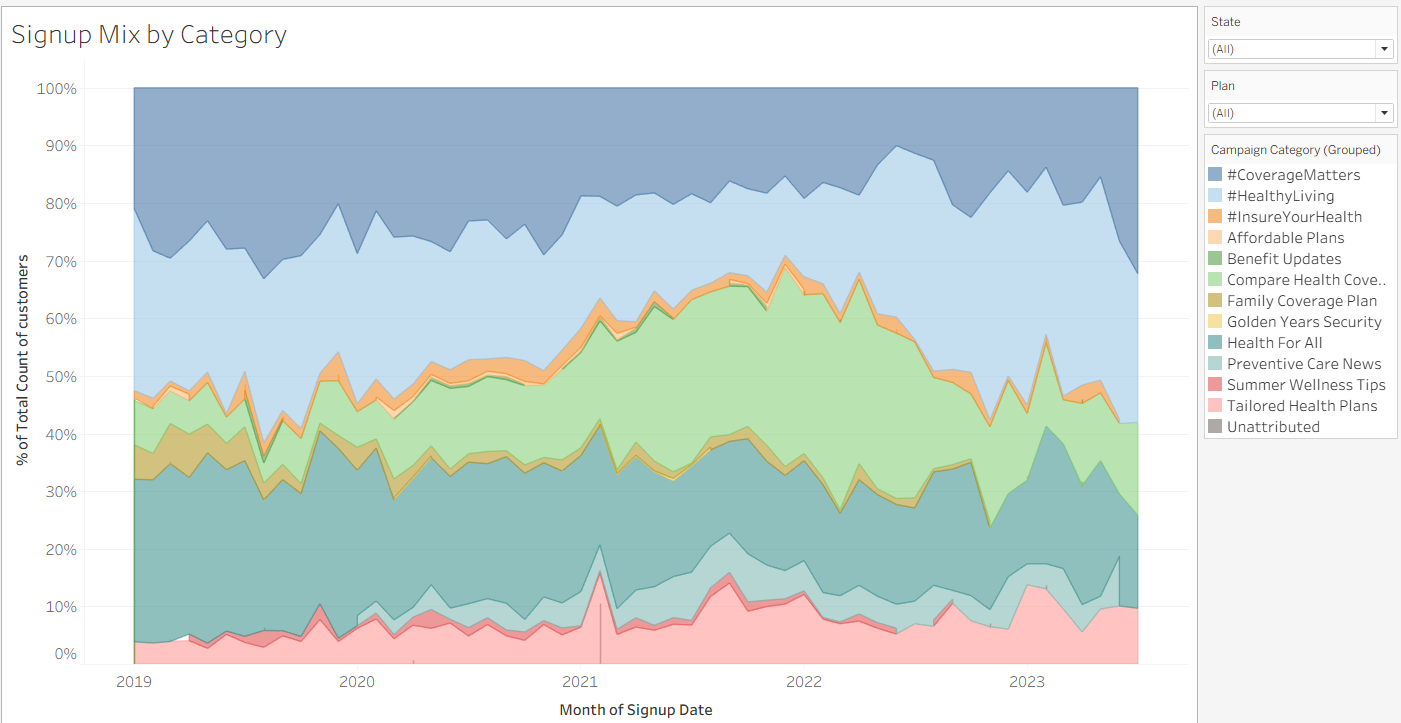 Signup Mix by Category
State
(All)
Plan
(All)
Campaign Category (Grouped)
#CoverageMatters
#HealthyLiving
#InsureYourHealth
Affordable Plans
Benefit Updates
Compare Health Cove..
Family Coverage Plan
Golden Years Security
Health For All
Preventive Care News
Summer Wellness Tips
Tailored Health Plans
Unattributed
% of Total Count of customers
100%
90%
80%
70%
60%
50%
40%
30%
20%
10%
0%
2019 2020 2021 2022 2023
Month of Signup Date